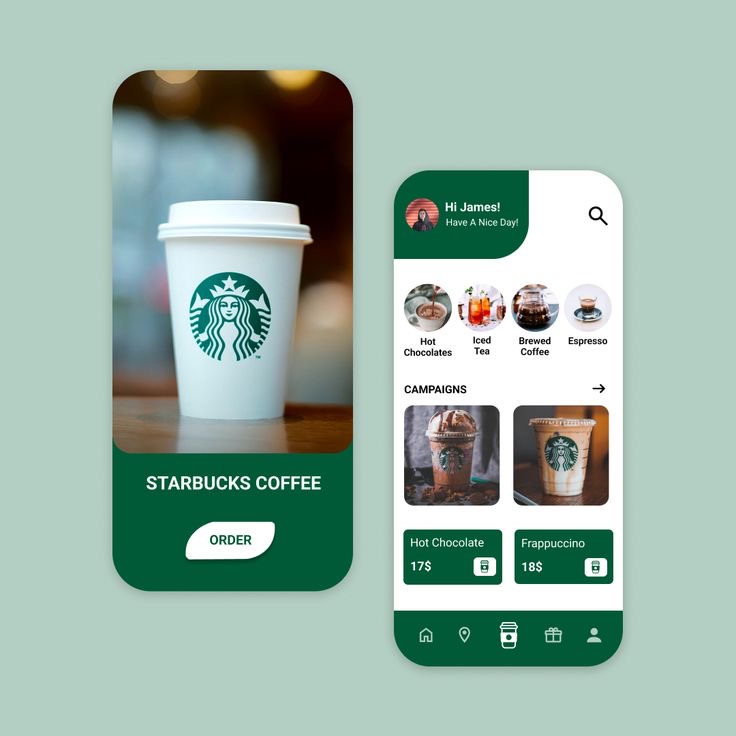 STARBUCKS COFFEE
ORDER
Hi James!
Have A Nice Day!
Hot
Chocolates
Iced
Tea
Brewed
Coffee
Espresso
CAMPAIGNS
Hot Chocolate
17$
Frappuccino
18$